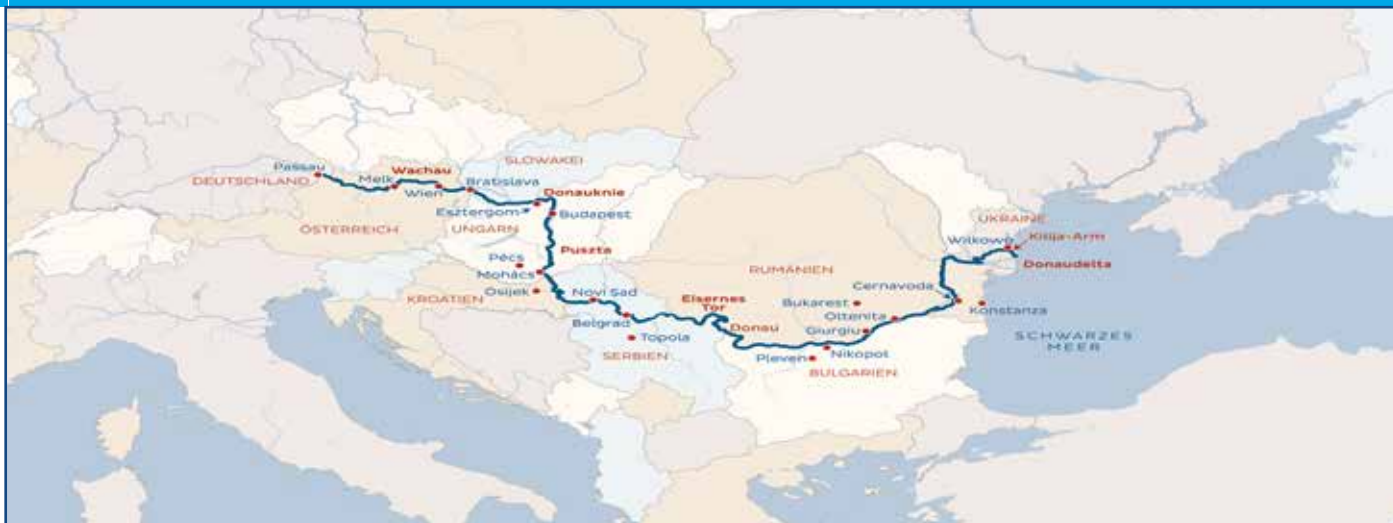 SLOWAKEI
Passau
Wachau
DEUTSCHLAND
Melk
Bratislava
Wien
Donauknie
Esztergom
Budapest
UKRAINE
ÖSTERREICH
UNGARN
Wilkowo
Kilija-Arm
Puszta
Pécs
Donaudelta
Mohács
RUMÄNIEN
Osijek
Novi Sad
Cernavoda
KROATIEN
Eisernes
Tor
Bukarest
Konstanza
Belgrad
Donau
Oltenita
Topola
Giurgiu
SCHWARZES
MEER
SERBIEN
Nikopol
Pleven
BULGARIEN